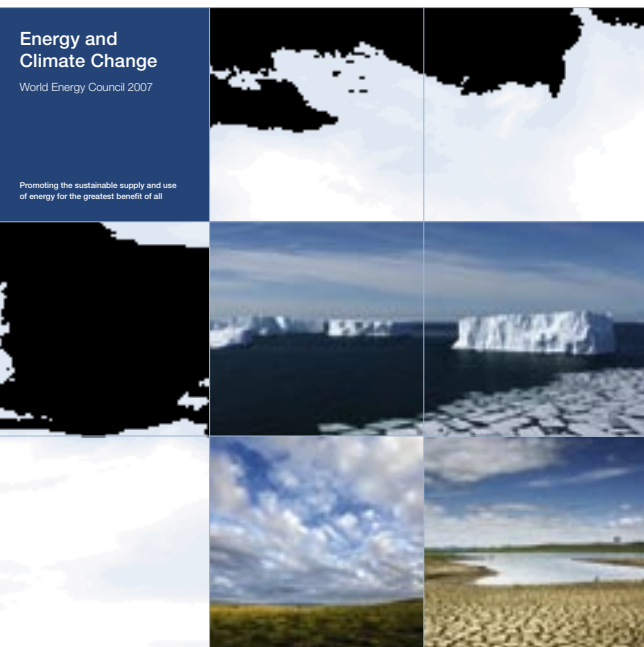 Energy and
Climate Change
World Energy Council 2007
Promoting the sustainable supply and use
of energy for the greatest benefit of all